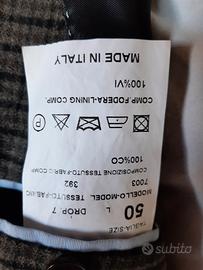 TAGLIA-SIZE
50 L DROP 7
MODELLO-MODEL TESSUTO-FABRIC
7003 392
COMPOSIZIONE TESSUTO-FABRIC COMP.
100%CO
COMP.FODERA-LINING COMP.
100%VI
MADE IN ITALY
subito